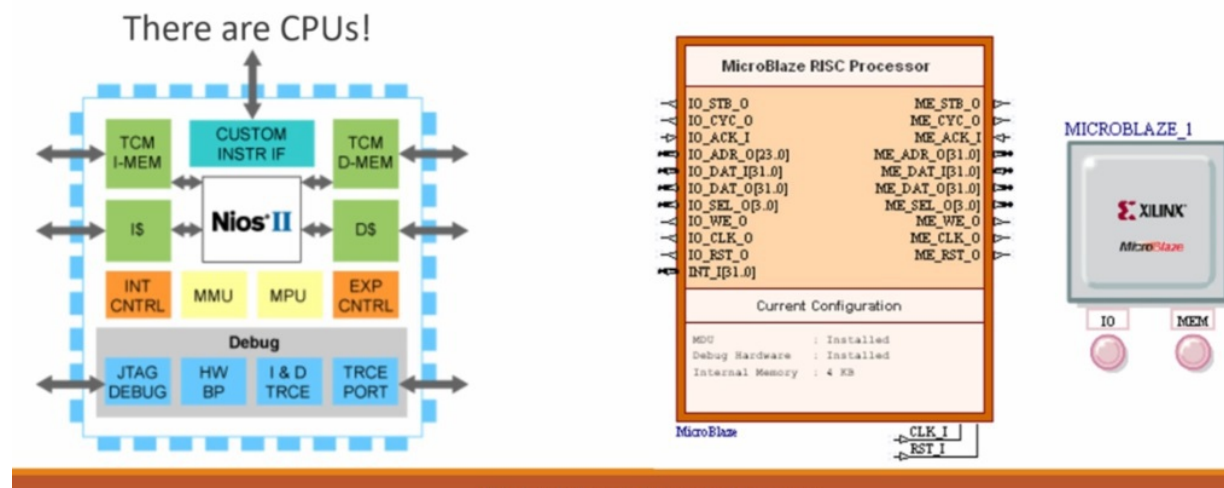 There are CPUs!
TCM
I-MEM
CUSTOM
INSTR IF
TCM
D-MEM
I$
Nios II
D$
INT
CNTRL
MMU
MPU
EXP
CNTRL
Debug
JTAG
DEBUG
HW
BP
I & D
TRCE
TRCE
PORT
MicroBlaze RISC Processor
IO_STB_O ME_STB_O
IO_CYC_O ME_CYC_O
IO_ACK_I ME_ACK_I
IO_ADR_O[23..0] ME_ADR_O[31..0]
IO_DAT_I[31..0] ME_DAT_I[31..0]
IO_DAT_O[31..0] ME_DAT_O[31..0]
IO_SEL_O[3..0] ME_SEL_O[3..0]
IO_WE_O ME_WE_O
IO_CLK_O ME_CLK_O
IO_RST_O ME_RST_O
INT_I[31..0]
Current Configuration
MDU : Installed
Debug Hardware : Installed
Internal Memory : 4 KB
MicroBlaze
CLK_I
RST_I
MICROBLAZE_1
XILINX
MicroBlaze
IO
MEM